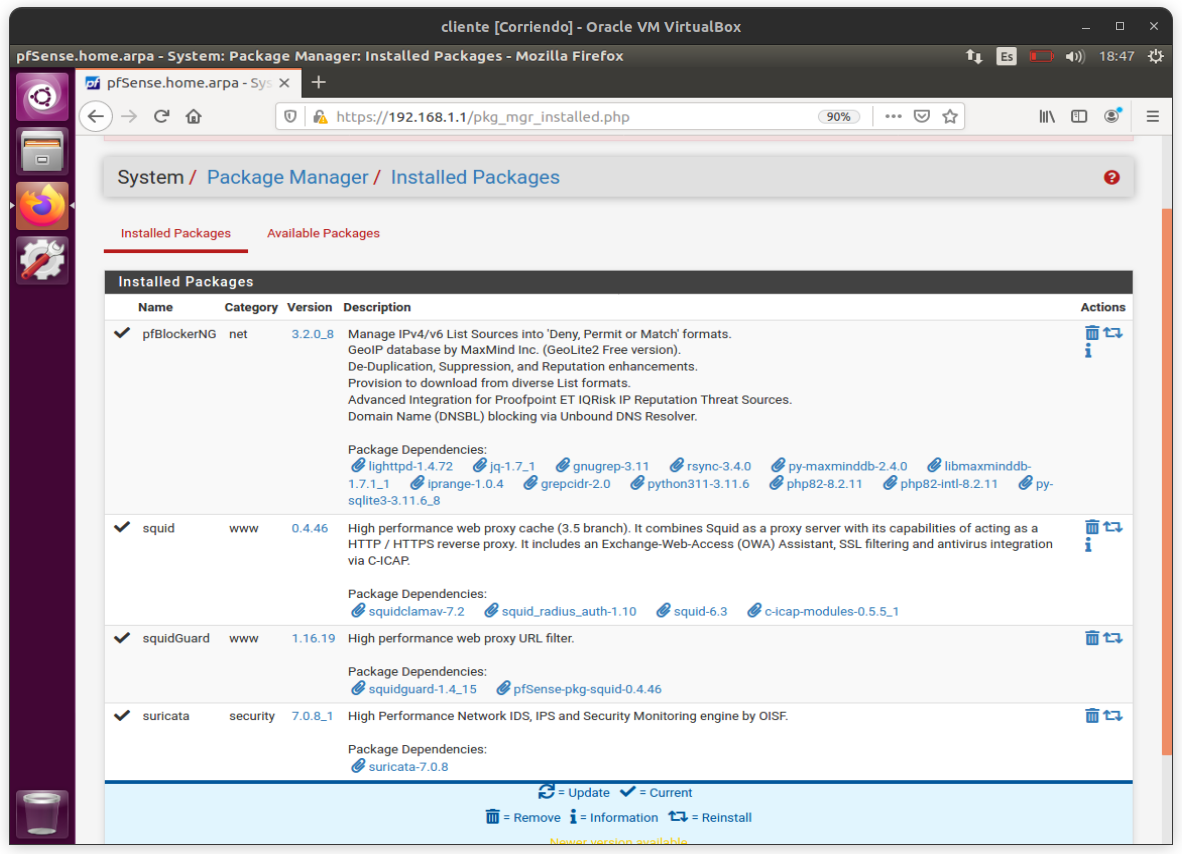 cliente [Corriendo] - Oracle VM VirtualBox
pfSense.home.arpa - System: Package Manager: Installed Packages - Mozilla Firefox
Es
18:47
pfSense.home.arpa - Sys
https://192.168.1.1/pkg_mgr_installed.php
90%
System / Package Manager / Installed Packages
Installed Packages
Available Packages
Installed Packages
Name Category Version Description Actions
pfBlockerNG net 3.2.0_8 Manage IPv4/v6 List Sources into 'Deny, Permit or Match' formats.
GeoIP database by MaxMind Inc. (GeoLite2 Free version).
De-Duplication, Suppression, and Reputation enhancements.
Provision to download from diverse List formats.
Advanced Integration for Proofpoint ET IQRisk IP Reputation Threat Sources.
Domain Name (DNSBL) blocking via Unbound DNS Resolver.
Package Dependencies:
lighttpd-1.4.72 jq-1.7_1 gnugrep-3.11 rsync-3.4.0 py-maxminddb-2.4.0 libmaxminddb-
1.7.1_1 iprange-1.0.4 grepcidr-2.0 python311-3.11.6 php82-8.2.11 php82-intl-8.2.11 py-
sqlite3-3.11.6_8
squid www 0.4.46 High performance web proxy cache (3.5 branch). It combines Squid as a proxy server with its capabilities of acting as a
HTTP / HTTPS reverse proxy. It includes an Exchange-Web-Access (OWA) Assistant, SSL filtering and antivirus integration
via C-ICAP.
Package Dependencies:
squidclamav-7.2 squid_radius_auth-1.10 squid-6.3 c-icap-modules-0.5.5_1
squidGuard www 1.16.19 High performance web proxy URL filter.
Package Dependencies:
squidguard-1.4_15 pfSense-pkg-squid-0.4.46
suricata security 7.0.8_1 High Performance Network IDS, IPS and Security Monitoring engine by OISF.
Package Dependencies:
suricata-7.0.8
= Update = Current
= Remove = Information = Reinstall
Newer version available